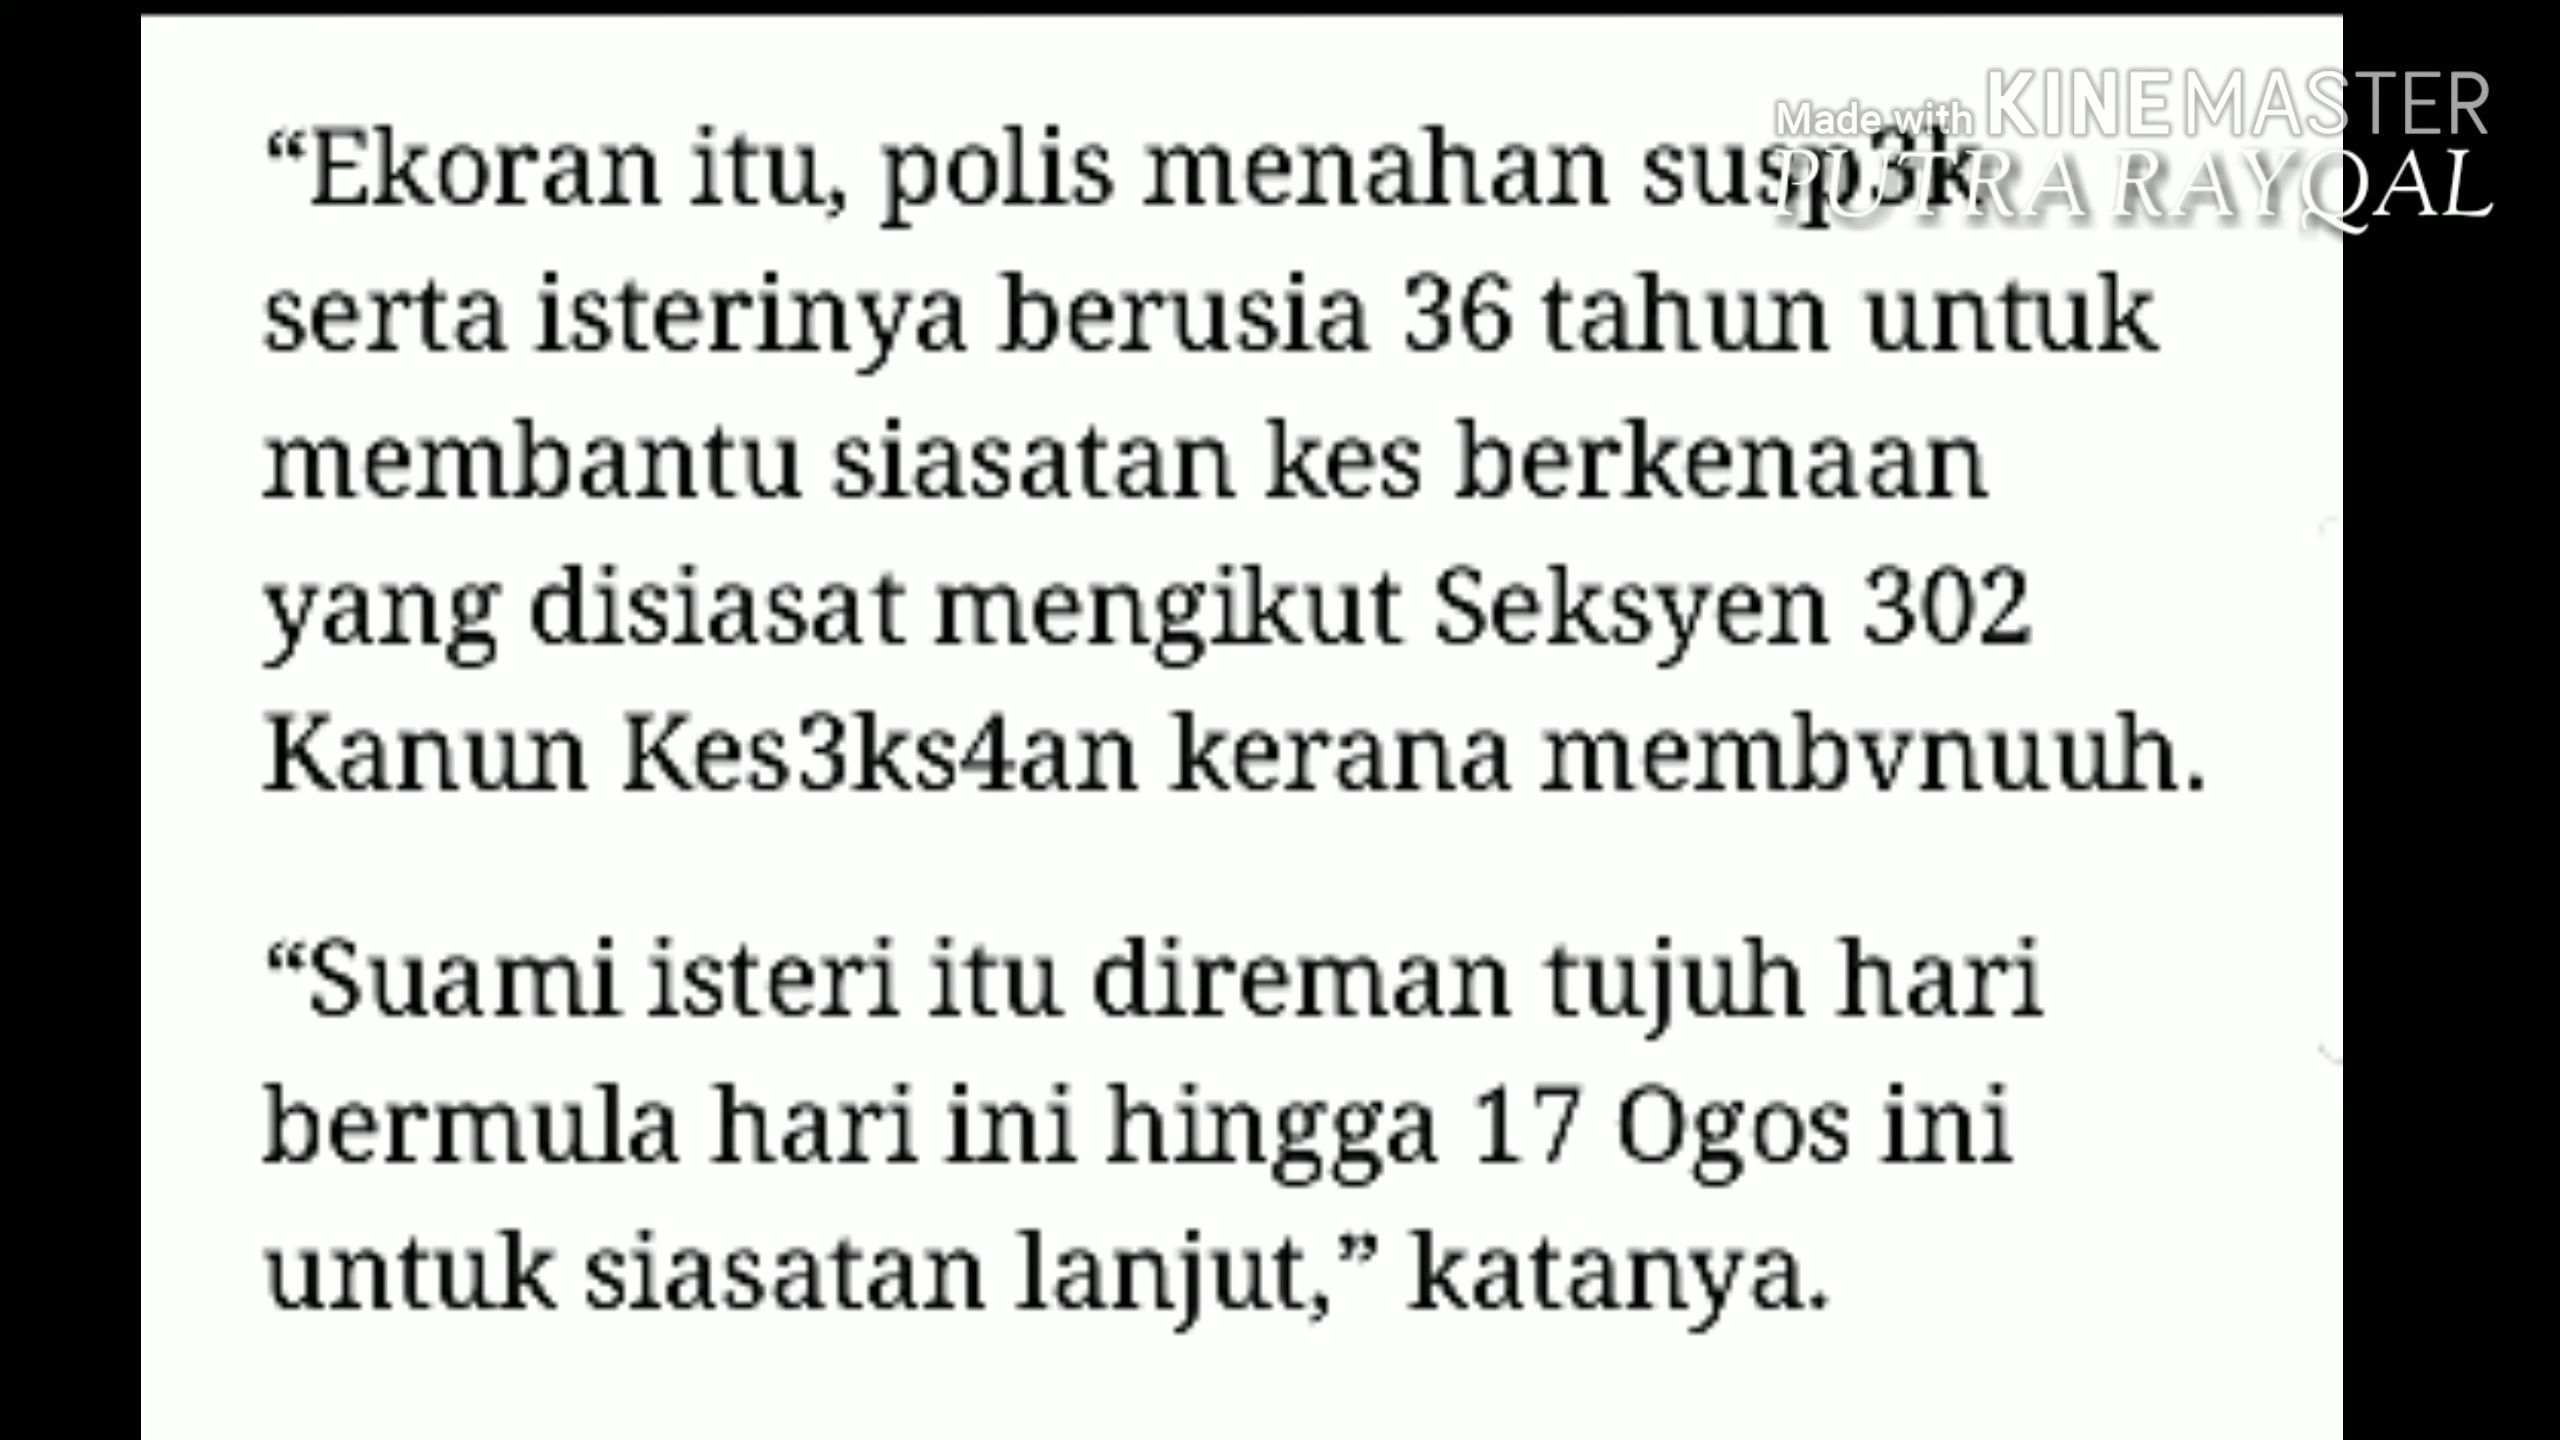 Made with KINEMASTER
PUTRA RAYQAL
“Ekoran itu, polis menahan susp3k
serta isterinya berusia 36 tahun untuk
membantu siasatan kes berkenaan
yang disiasat mengikut Seksyen 302
Kanun Kes3ks4an kerana membvnuuh.
“Suami isteri itu direman tujuh hari
bermula hari ini hingga 17 Ogos ini
untuk siasatan lanjut,” katanya.